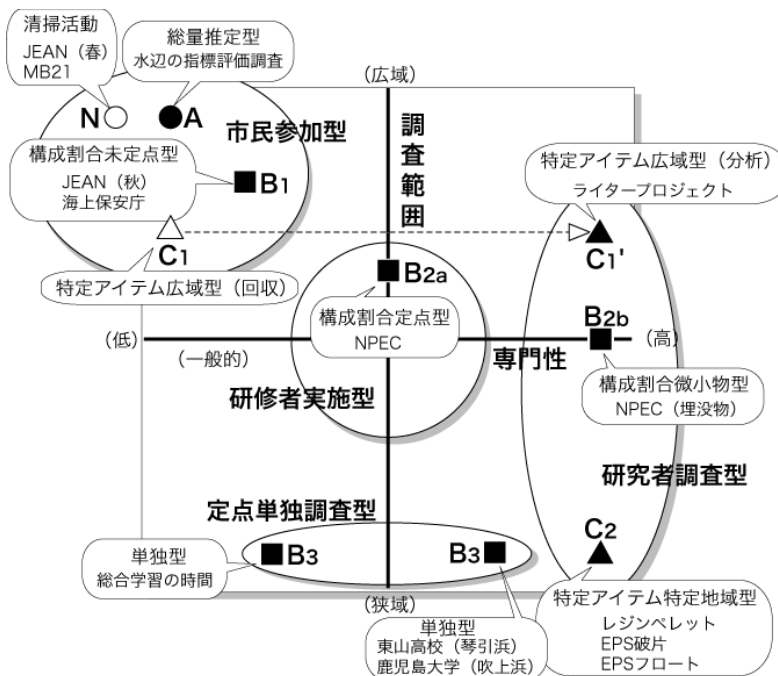 清掃活動
JEAN（春）
MB21
総量推定型
水辺の指標評価調査
（広域）
N
A
市民参加型
調査範囲
構成割合未定点型
JEAN（秋）
海上保安庁
B1
特定アイテム広域型（分析）
ライタープロジェクト
C1
C1'
特定アイテム広域型（回収）
B2a
構成割合定点型
NPEC
B2b
（低）
（一般的）
専門性
（高）
研修者実施型
構成割合微小物型
NPEC（埋没物）
研究者調査型
定点単独調査型
C2
単独型
総合学習の時間
B3
B3
（狭域）
特定アイテム特定地域型
レジンペレット
EPS破片
EPSフロート
単独型
東山高校（琴引浜）
鹿児島大学（吹上浜）